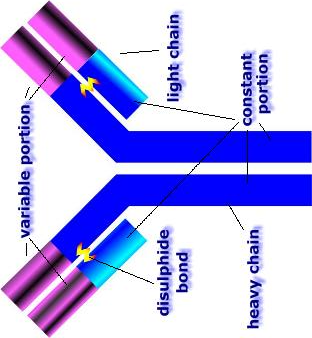 light chain
constant
portion
variable portion
disulphide
bond
heavy chain